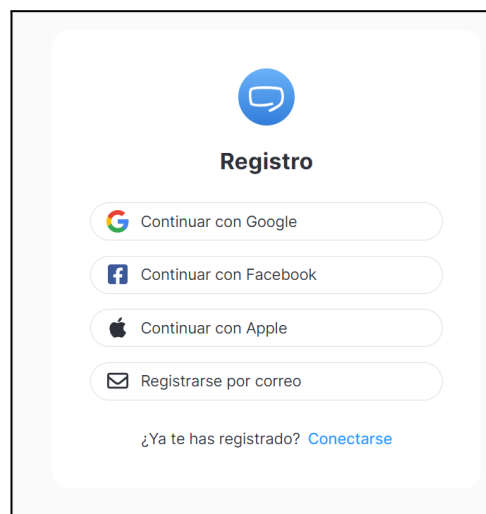 Registro
Continuar con Google
Continuar con Facebook
Continuar con Apple
Registrarse por correo
¿Ya te has registrado? Conectarse